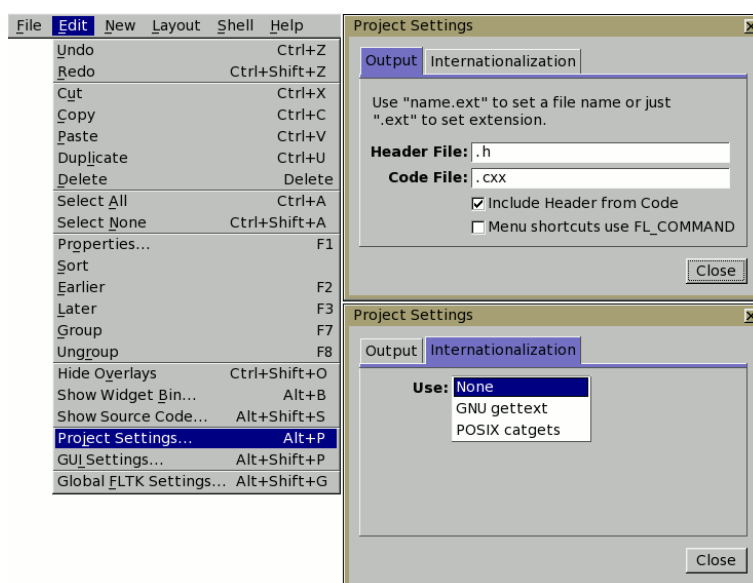 File Edit New Layout Shell Help
Undo Ctrl+Z
Redo Ctrl+Shift+Z
Cut Ctrl+X
Copy Ctrl+C
Paste Ctrl+V
Duplicate Ctrl+U
Delete Delete
Select All Ctrl+A
Select None Ctrl+Shift+A
Properties... F1
Sort
Earlier F2
Later F3
Group F7
Ungroup F8
Hide Overlays Ctrl+Shift+O
Show Widget Bin... Alt+B
Show Source Code... Alt+Shift+S
Project Settings... Alt+P
GUI Settings... Alt+Shift+P
Global FLTK Settings... Alt+Shift+G
Project Settings
Output Internationalization
Use "name.ext" to set a file name or just
".ext" to set extension.
Header File: .h
Code File: .cxx
Include Header from Code
Menu shortcuts use FL_COMMAND
Close
Project Settings
Output Internationalization
Use: None
GNU gettext
POSIX catgets
Close